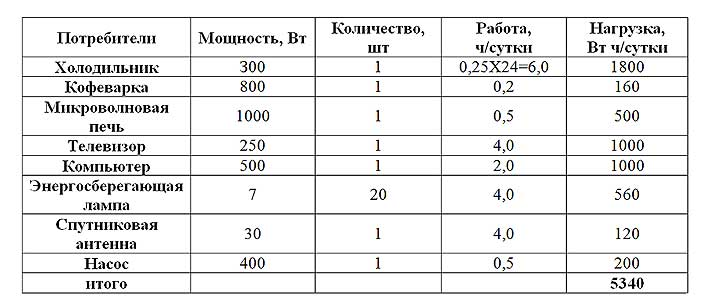 Потребители Мощность, Вт Количество, шт Работа, ч/сутки Нагрузка, Вт ч/сутки
Холодильник 300 1 0,25Х24=6,0 1800
Кофеварка 800 1 0,2 160
Микроволновая печь 1000 1 0,5 500
Телевизор 250 1 4,0 1000
Компьютер 500 1 2,0 1000
Энергосберегающая лампа 7 20 4,0 560
Спутниковая антенна 30 1 4,0 120
Насос 400 1 0,5 200
итого 5340